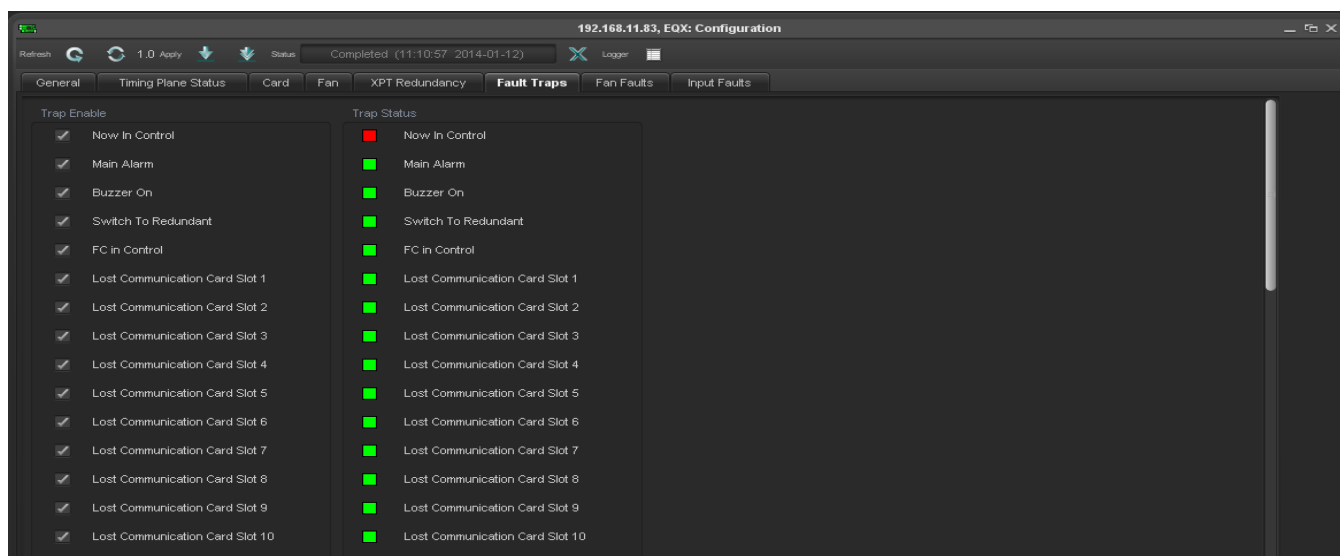 192.168.11.83, EQX: Configuration
Refresh 1.0 Apply Status Completed (11:10:57 2014-01-12) Logger
General Timing Plane Status Card Fan XPT Redundancy Fault Traps Fan Faults Input Faults
Trap Enable Trap Status
Now In Control Now In Control
Main Alarm Main Alarm
Buzzer On Buzzer On
Switch To Redundant Switch To Redundant
FC in Control FC in Control
Lost Communication Card Slot 1 Lost Communication Card Slot 1
Lost Communication Card Slot 2 Lost Communication Card Slot 2
Lost Communication Card Slot 3 Lost Communication Card Slot 3
Lost Communication Card Slot 4 Lost Communication Card Slot 4
Lost Communication Card Slot 5 Lost Communication Card Slot 5
Lost Communication Card Slot 6 Lost Communication Card Slot 6
Lost Communication Card Slot 7 Lost Communication Card Slot 7
Lost Communication Card Slot 8 Lost Communication Card Slot 8
Lost Communication Card Slot 9 Lost Communication Card Slot 9
Lost Communication Card Slot 10 Lost Communication Card Slot 10